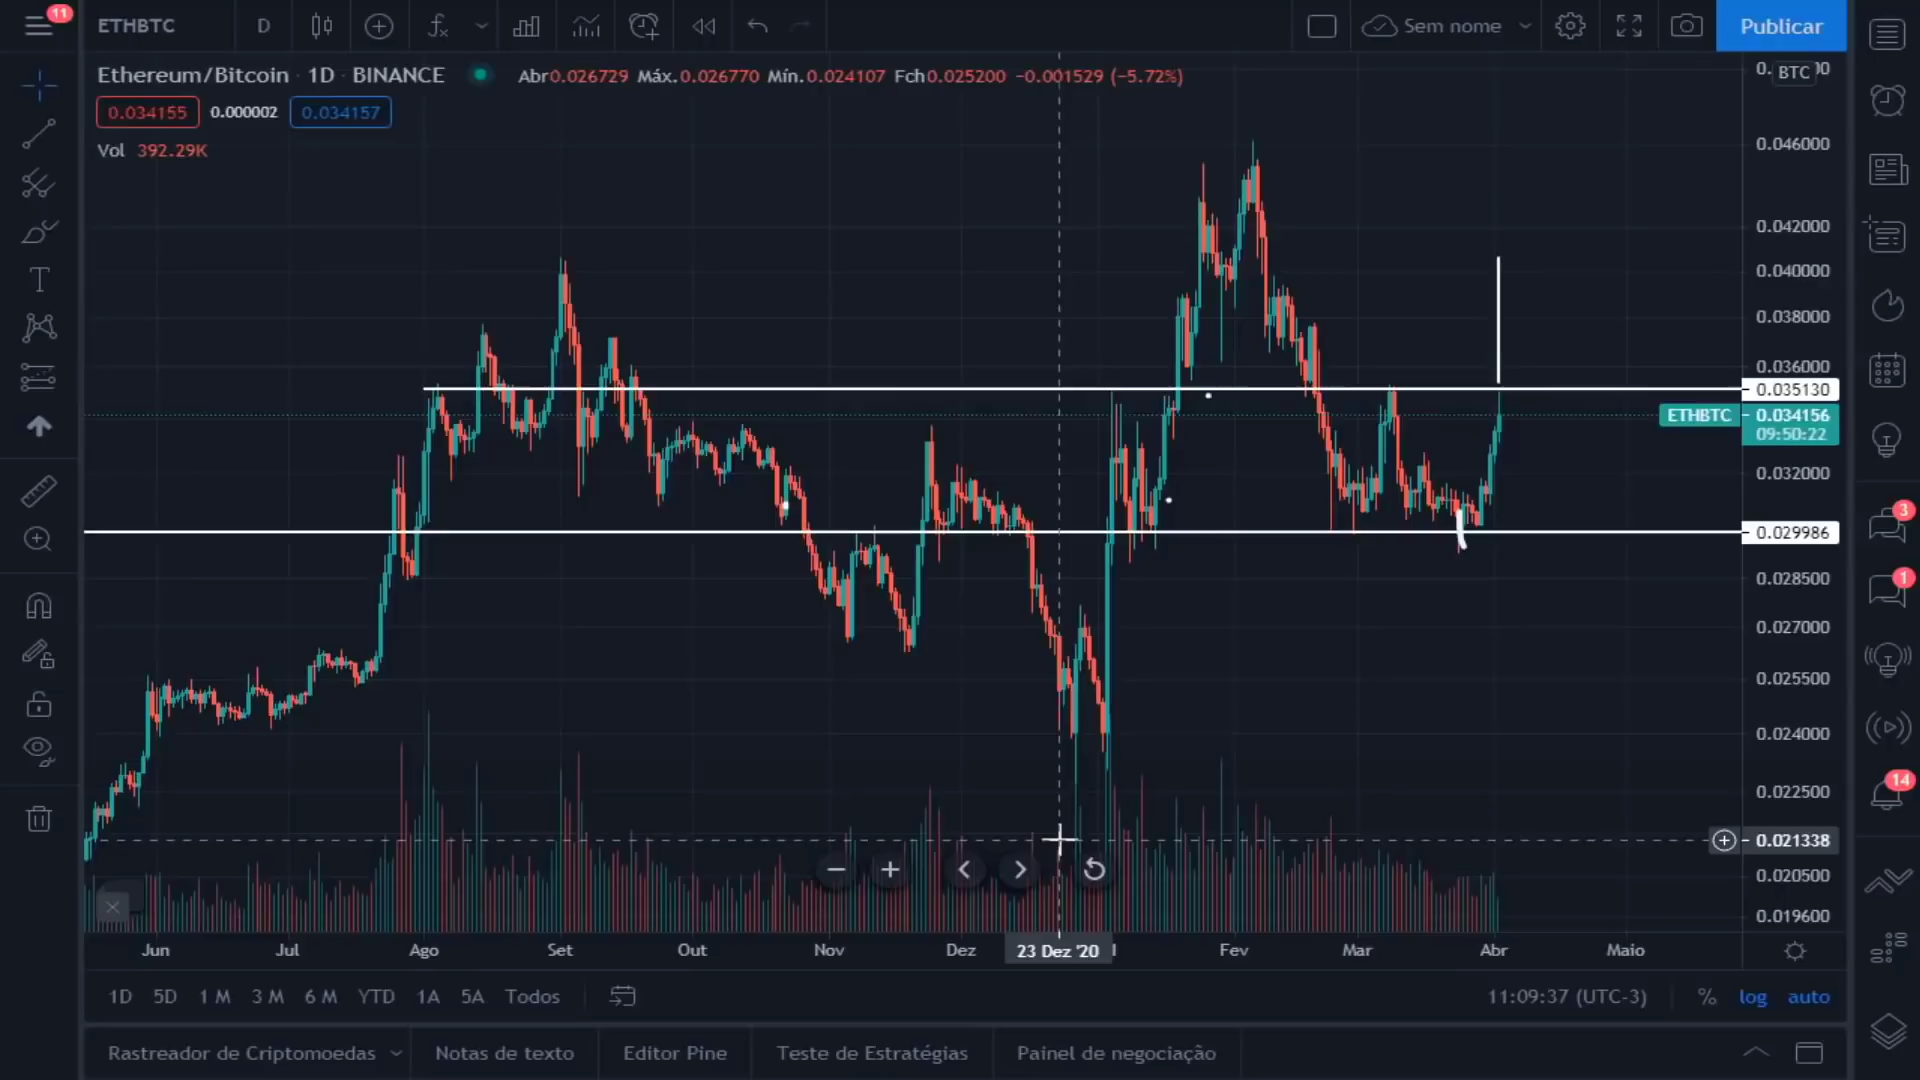 11
ETHBTC
D
Sem nome
Publicar
Ethereum/Bitcoin · 1D · BINANCE
Abr0.026729 Máx.0.026770 Mín.0.024107 Fch0.025200 −0.001529 (−5.72%)
BTC
0.034155
0.000002
0.034157
Vol 392.29K
0.046000
0.042000
0.040000
0.038000
0.036000
0.035130
ETHBTC
0.034156
09:50:22
0.032000
0.029986
0.028500
0.027000
0.025500
0.024000
0.022500
0.021338
0.020500
0.019600
3
1
14
Jun
Jul
Ago
Set
Out
Nov
Dez
23 Dez '20
Fev
Mar
Abr
Maio
1D 5D 1 M 3 M 6 M YTD 1A 5A Todos
11:09:37 (UTC-3)
%
log
auto
Rastreador de Criptomoedas
Notas de texto
Editor Pine
Teste de Estratégias
Painel de negociação